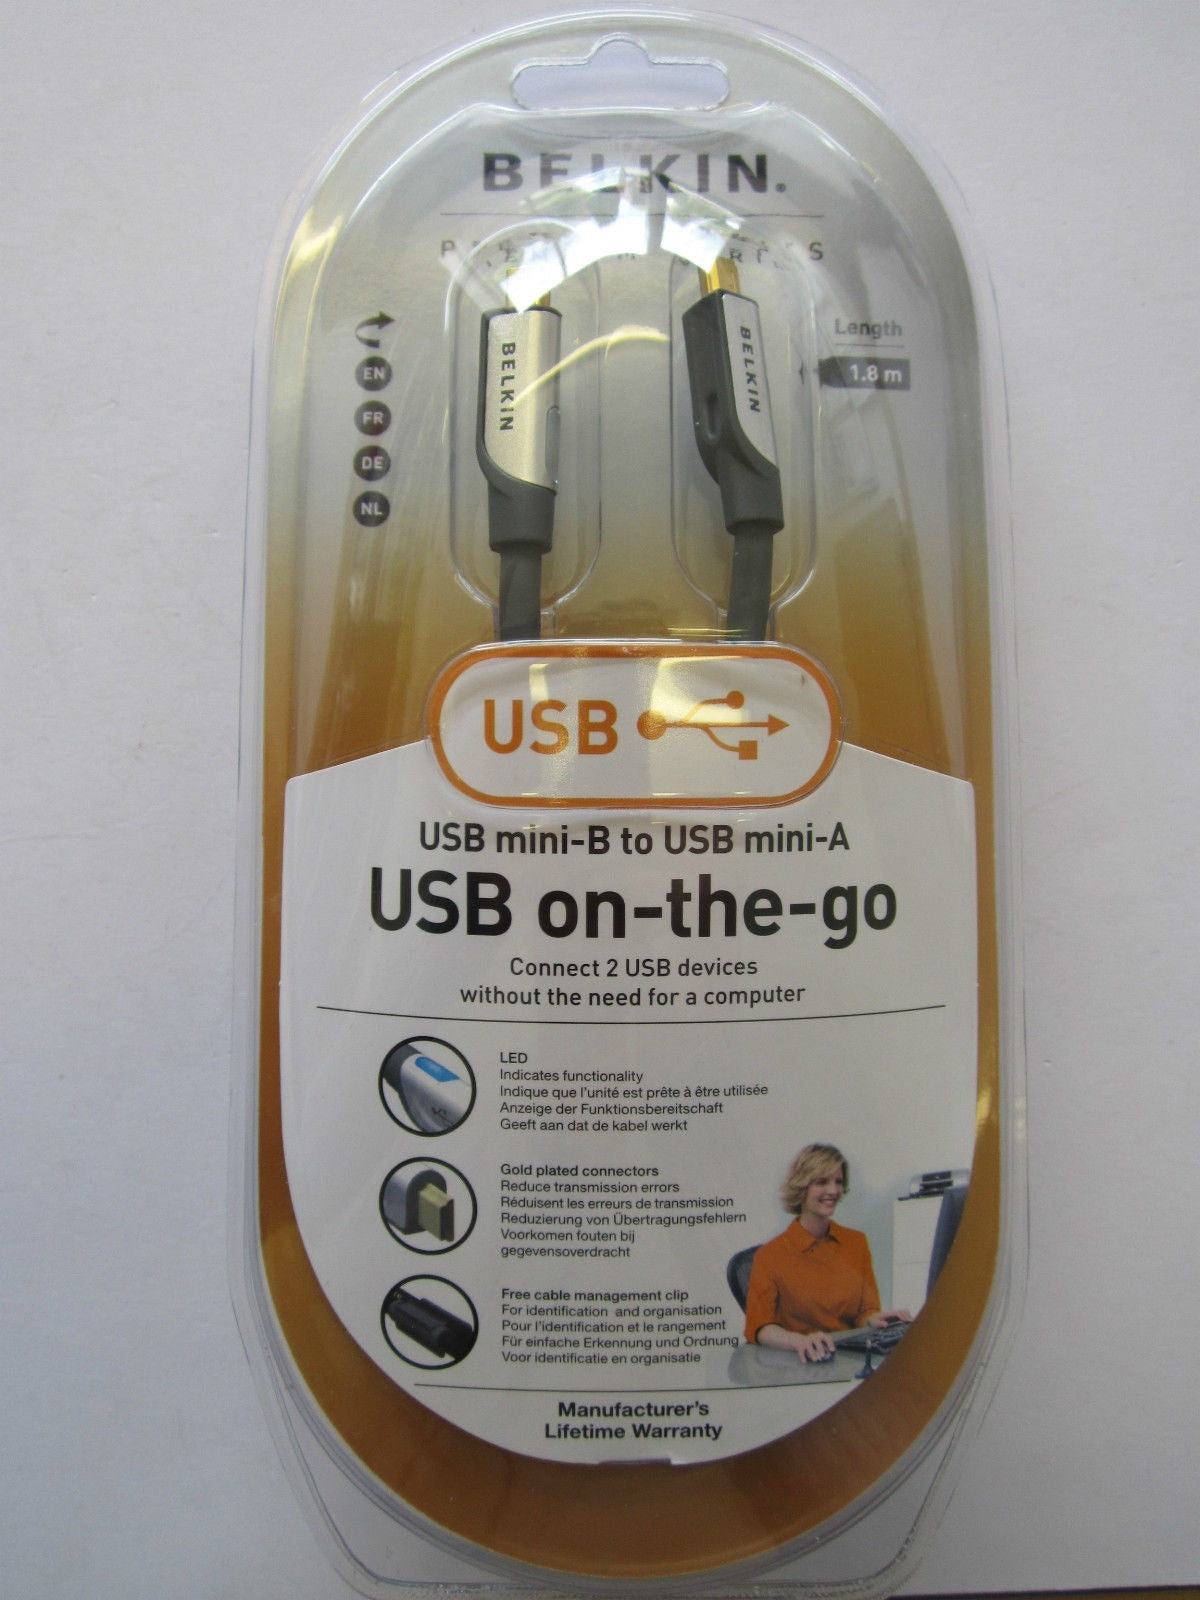 BELKIN®
Length
1.8 m
EN
FR
DE
NL
BELKIN
BELKIN
USB
USB mini-B to USB mini-A
USB on-the-go
Connect 2 USB devices
without the need for a computer
LED
Indicates functionality
Indique que l'unité est prête à être utilisée
Anzeige der Funktionsbereitschaft
Geeft aan dat de kabel werkt
Gold plated connectors
Reduce transmission errors
Réduisent les erreurs de transmission
Reduzierung von Übertragungsfehlern
Voorkomen fouten bij
gegevensoverdracht
Free cable management clip
For identification and organisation
Pour l'identification et le rangement
Für einfache Erkennung und Ordnung
Voor identificatie en organisatie
Manufacturer's
Lifetime Warranty